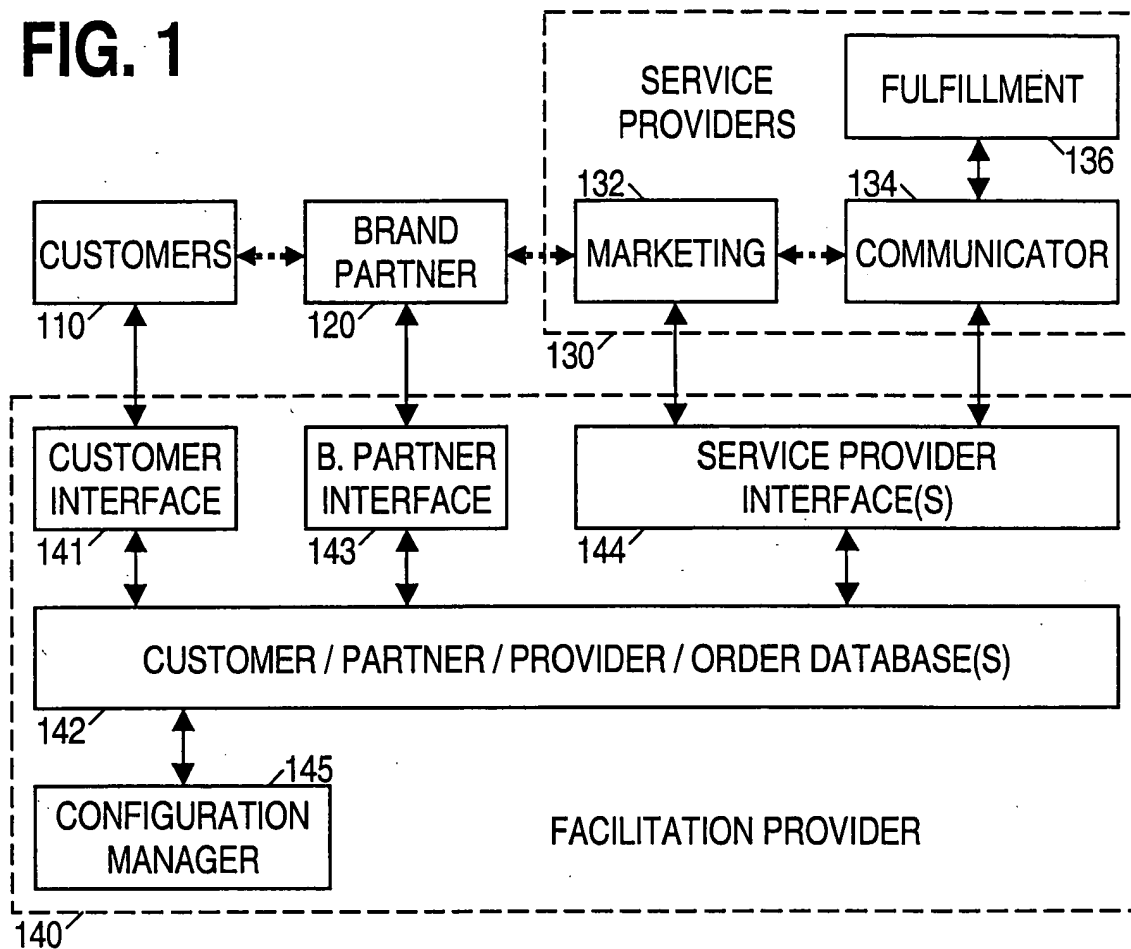 FIG. 1
SERVICE
PROVIDERS
FULFILLMENT
136
132
134
CUSTOMERS
BRAND
PARTNER
MARKETING
COMMUNICATOR
110
120
130
CUSTOMER
INTERFACE
B. PARTNER
INTERFACE
SERVICE PROVIDER
INTERFACE(S)
141
143
144
CUSTOMER / PARTNER / PROVIDER / ORDER DATABASE(S)
142
145
CONFIGURATION
MANAGER
FACILITATION PROVIDER
140